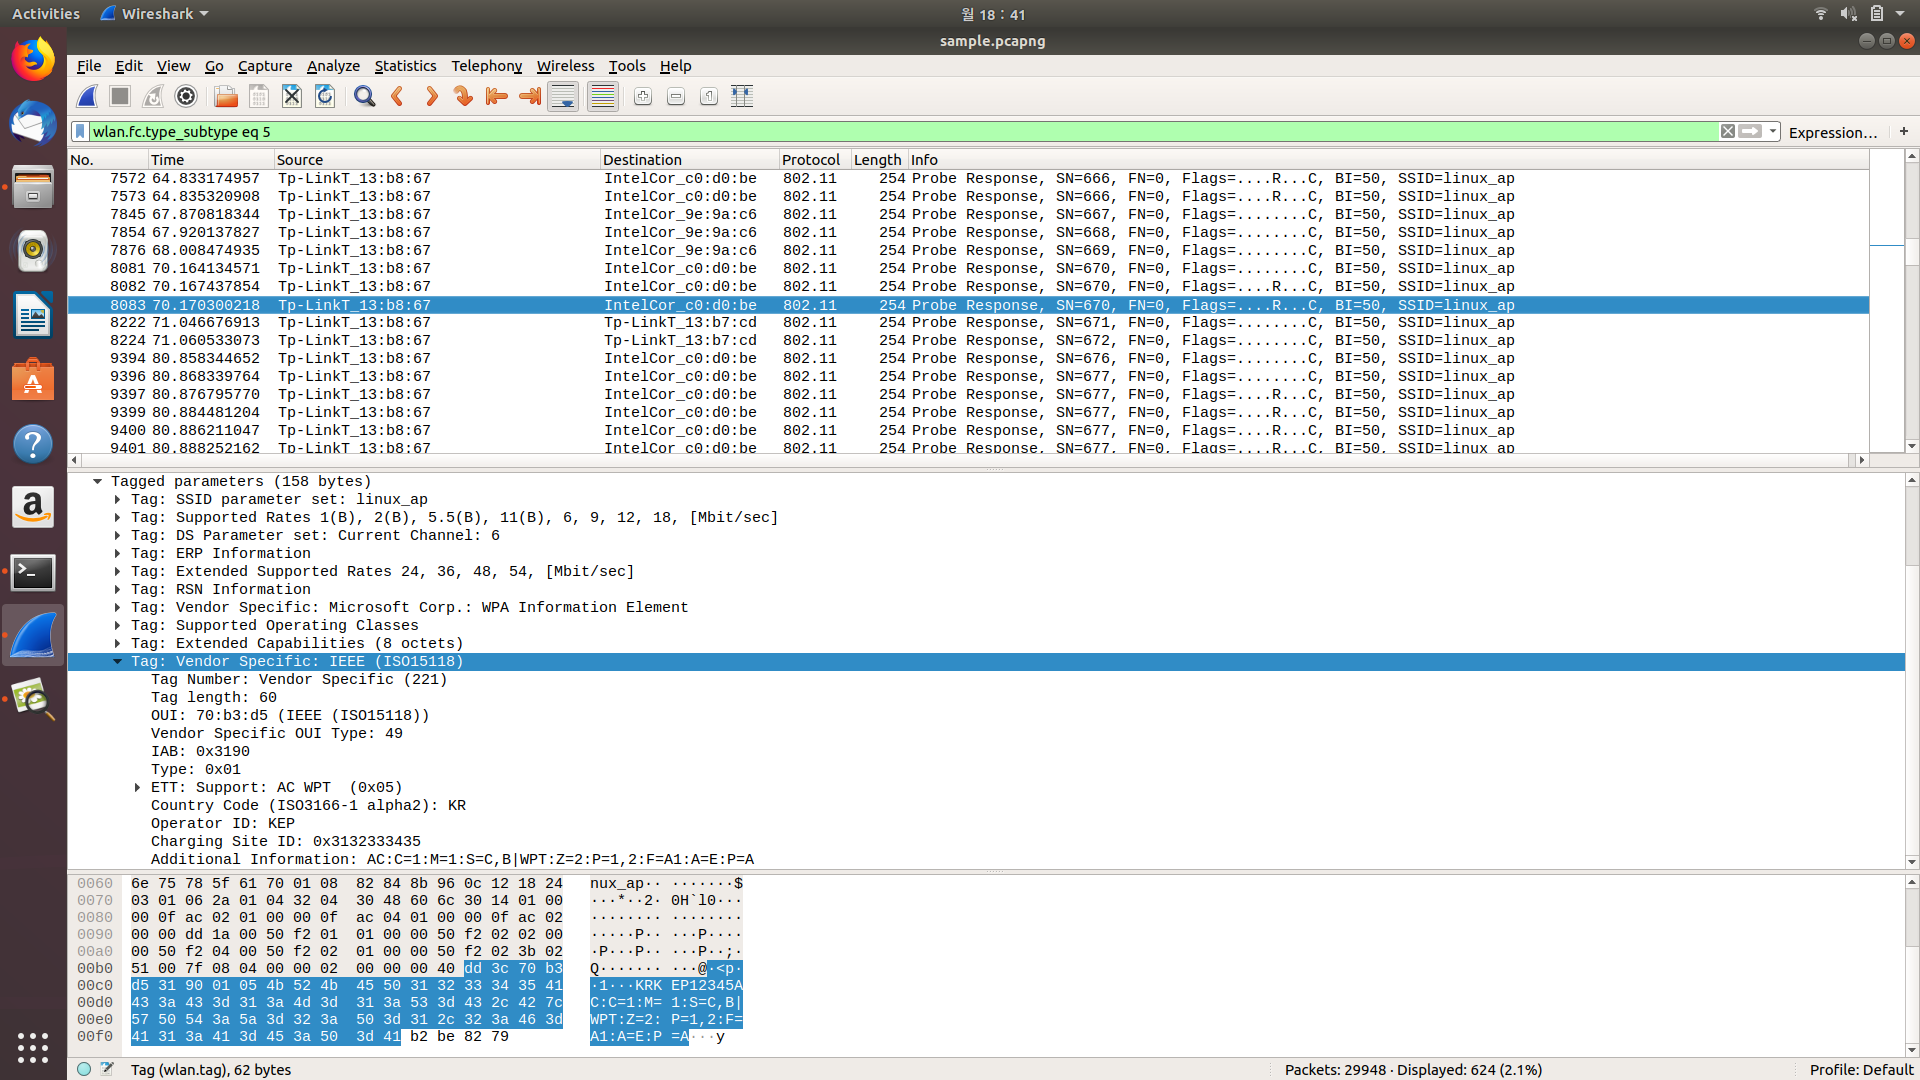 Activities Wireshark 월 18 : 41
sample.pcapng
File Edit View Go Capture Analyze Statistics Telephony Wireless Tools Help
wlan.fc.type_subtype eq 5 Expression… +
No. Time Source Destination Protocol Length Info
7572 64.833174957 Tp-LinkT_13:b8:67 IntelCor_c0:d0:be 802.11 254 Probe Response, SN=666, FN=0, Flags=....R...C, BI=50, SSID=linux_ap
7573 64.835320908 Tp-LinkT_13:b8:67 IntelCor_c0:d0:be 802.11 254 Probe Response, SN=666, FN=0, Flags=....R...C, BI=50, SSID=linux_ap
7845 67.870818344 Tp-LinkT_13:b8:67 IntelCor_9e:9a:c6 802.11 254 Probe Response, SN=667, FN=0, Flags=........C, BI=50, SSID=linux_ap
7854 67.920137827 Tp-LinkT_13:b8:67 IntelCor_9e:9a:c6 802.11 254 Probe Response, SN=668, FN=0, Flags=........C, BI=50, SSID=linux_ap
7876 68.008474935 Tp-LinkT_13:b8:67 IntelCor_9e:9a:c6 802.11 254 Probe Response, SN=669, FN=0, Flags=........C, BI=50, SSID=linux_ap
8081 70.164134571 Tp-LinkT_13:b8:67 IntelCor_c0:d0:be 802.11 254 Probe Response, SN=670, FN=0, Flags=........C, BI=50, SSID=linux_ap
8082 70.167437854 Tp-LinkT_13:b8:67 IntelCor_c0:d0:be 802.11 254 Probe Response, SN=670, FN=0, Flags=....R...C, BI=50, SSID=linux_ap
8083 70.170300218 Tp-LinkT_13:b8:67 IntelCor_c0:d0:be 802.11 254 Probe Response, SN=670, FN=0, Flags=....R...C, BI=50, SSID=linux_ap
8222 71.046676913 Tp-LinkT_13:b8:67 Tp-LinkT_13:b7:cd 802.11 254 Probe Response, SN=671, FN=0, Flags=........C, BI=50, SSID=linux_ap
8224 71.060533073 Tp-LinkT_13:b8:67 Tp-LinkT_13:b7:cd 802.11 254 Probe Response, SN=672, FN=0, Flags=........C, BI=50, SSID=linux_ap
9394 80.858344652 Tp-LinkT_13:b8:67 IntelCor_c0:d0:be 802.11 254 Probe Response, SN=676, FN=0, Flags=........C, BI=50, SSID=linux_ap
9396 80.868339764 Tp-LinkT_13:b8:67 IntelCor_c0:d0:be 802.11 254 Probe Response, SN=677, FN=0, Flags=........C, BI=50, SSID=linux_ap
9397 80.876795770 Tp-LinkT_13:b8:67 IntelCor_c0:d0:be 802.11 254 Probe Response, SN=677, FN=0, Flags=....R...C, BI=50, SSID=linux_ap
9399 80.884481204 Tp-LinkT_13:b8:67 IntelCor_c0:d0:be 802.11 254 Probe Response, SN=677, FN=0, Flags=....R...C, BI=50, SSID=linux_ap
9400 80.886211047 Tp-LinkT_13:b8:67 IntelCor_c0:d0:be 802.11 254 Probe Response, SN=677, FN=0, Flags=....R...C, BI=50, SSID=linux_ap
9401 80.888252162 Tp-LinkT_13:b8:67 IntelCor_c0:d0:be 802.11 254 Probe Response, SN=677, FN=0, Flags=....R...C, BI=50, SSID=linux_ap
Tagged parameters (158 bytes)
Tag: SSID parameter set: linux_ap
Tag: Supported Rates 1(B), 2(B), 5.5(B), 11(B), 6, 9, 12, 18, [Mbit/sec]
Tag: DS Parameter set: Current Channel: 6
Tag: ERP Information
Tag: Extended Supported Rates 24, 36, 48, 54, [Mbit/sec]
Tag: RSN Information
Tag: Vendor Specific: Microsoft Corp.: WPA Information Element
Tag: Supported Operating Classes
Tag: Extended Capabilities (8 octets)
Tag: Vendor Specific: IEEE (ISO15118)
Tag Number: Vendor Specific (221)
Tag length: 60
OUI: 70:b3:d5 (IEEE (ISO15118))
Vendor Specific OUI Type: 49
IAB: 0x3190
Type: 0x01
ETT: Support: AC WPT  (0x05)
Country Code (ISO3166-1 alpha2): KR
Operator ID: KEP
Charging Site ID: 0x3132333435
Additional Information: AC:C=1:M=1:S=C,B|WPT:Z=2:P=1,2:F=A1:A=E:P=A
0060 6e 75 78 5f 61 70 01 08 82 84 8b 96 0c 12 18 24 nux_ap·· ·······$
0070 03 01 06 2a 01 04 32 04 30 48 60 6c 30 14 01 00 ···*··2· 0H`l0···
0080 00 0f ac 02 01 00 00 0f ac 04 01 00 00 0f ac 02 ········ ········
0090 00 00 dd 1a 00 50 f2 01 01 00 00 50 f2 02 02 00 ·····P·· ···P····
00a0 00 50 f2 04 00 50 f2 02 01 00 00 50 f2 02 3b 02 ·P···P·· ···P··;·
00b0 51 00 7f 08 04 00 00 02 00 00 00 40 dd 3c 70 b3 Q······· ···@·<p·
00c0 d5 31 90 01 05 4b 52 4b 45 50 31 32 33 34 35 41 ·1···KRK EP12345A
00d0 43 3a 43 3d 31 3a 4d 3d 31 3a 53 3d 43 2c 42 7c C:C=1:M= 1:S=C,B|
00e0 57 50 54 3a 5a 3d 32 3a 50 3d 31 2c 32 3a 46 3d WPT:Z=2: P=1,2:F=
00f0 41 31 3a 41 3d 45 3a 50 3d 41 b2 be 82 79 A1:A=E:P =A···y
Tag (wlan.tag), 62 bytes Packets: 29948 · Displayed: 624 (2.1%) Profile: Default